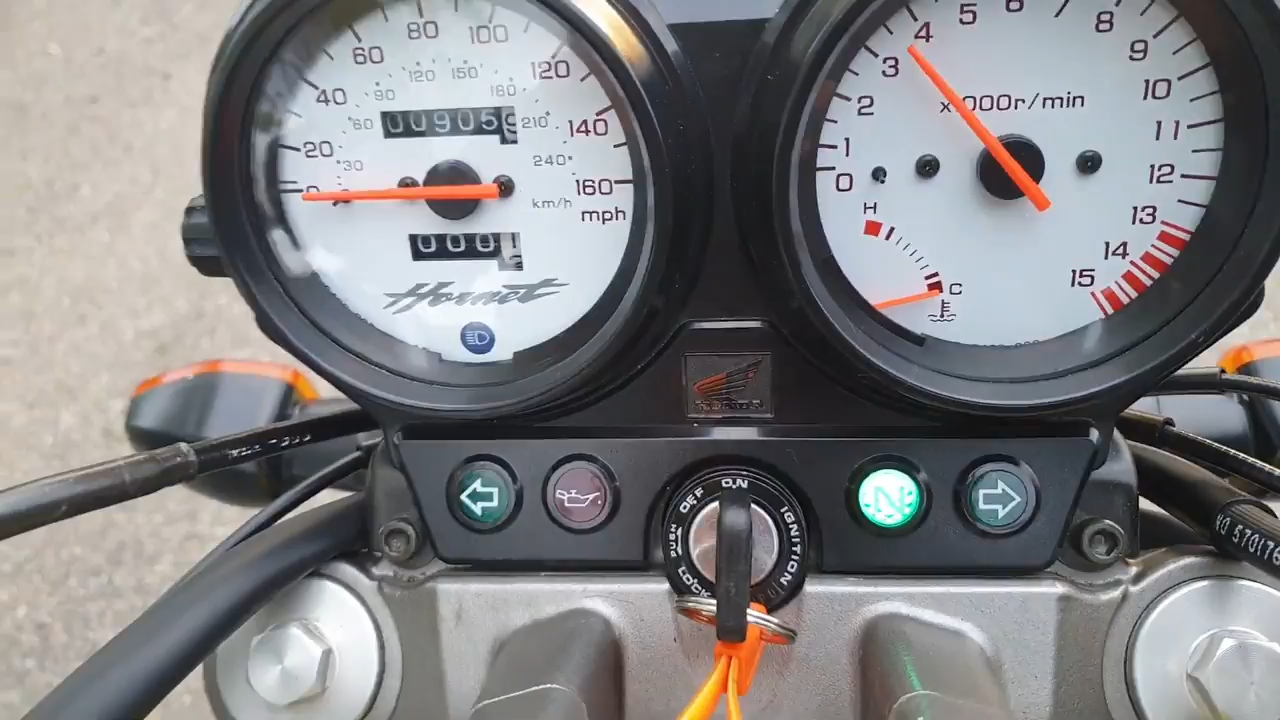 60 80 100 120 140 160
mph
40
20
0
30 60 90 120 150 180 210 240
km/h
00905
000
Hornet
0 1 2 3 4 5 6 8 9 10 11 12 13 14 15
x1000r/min
H
C
HONDA
OFF ON
PUSH
LOCK
IGNITION
N